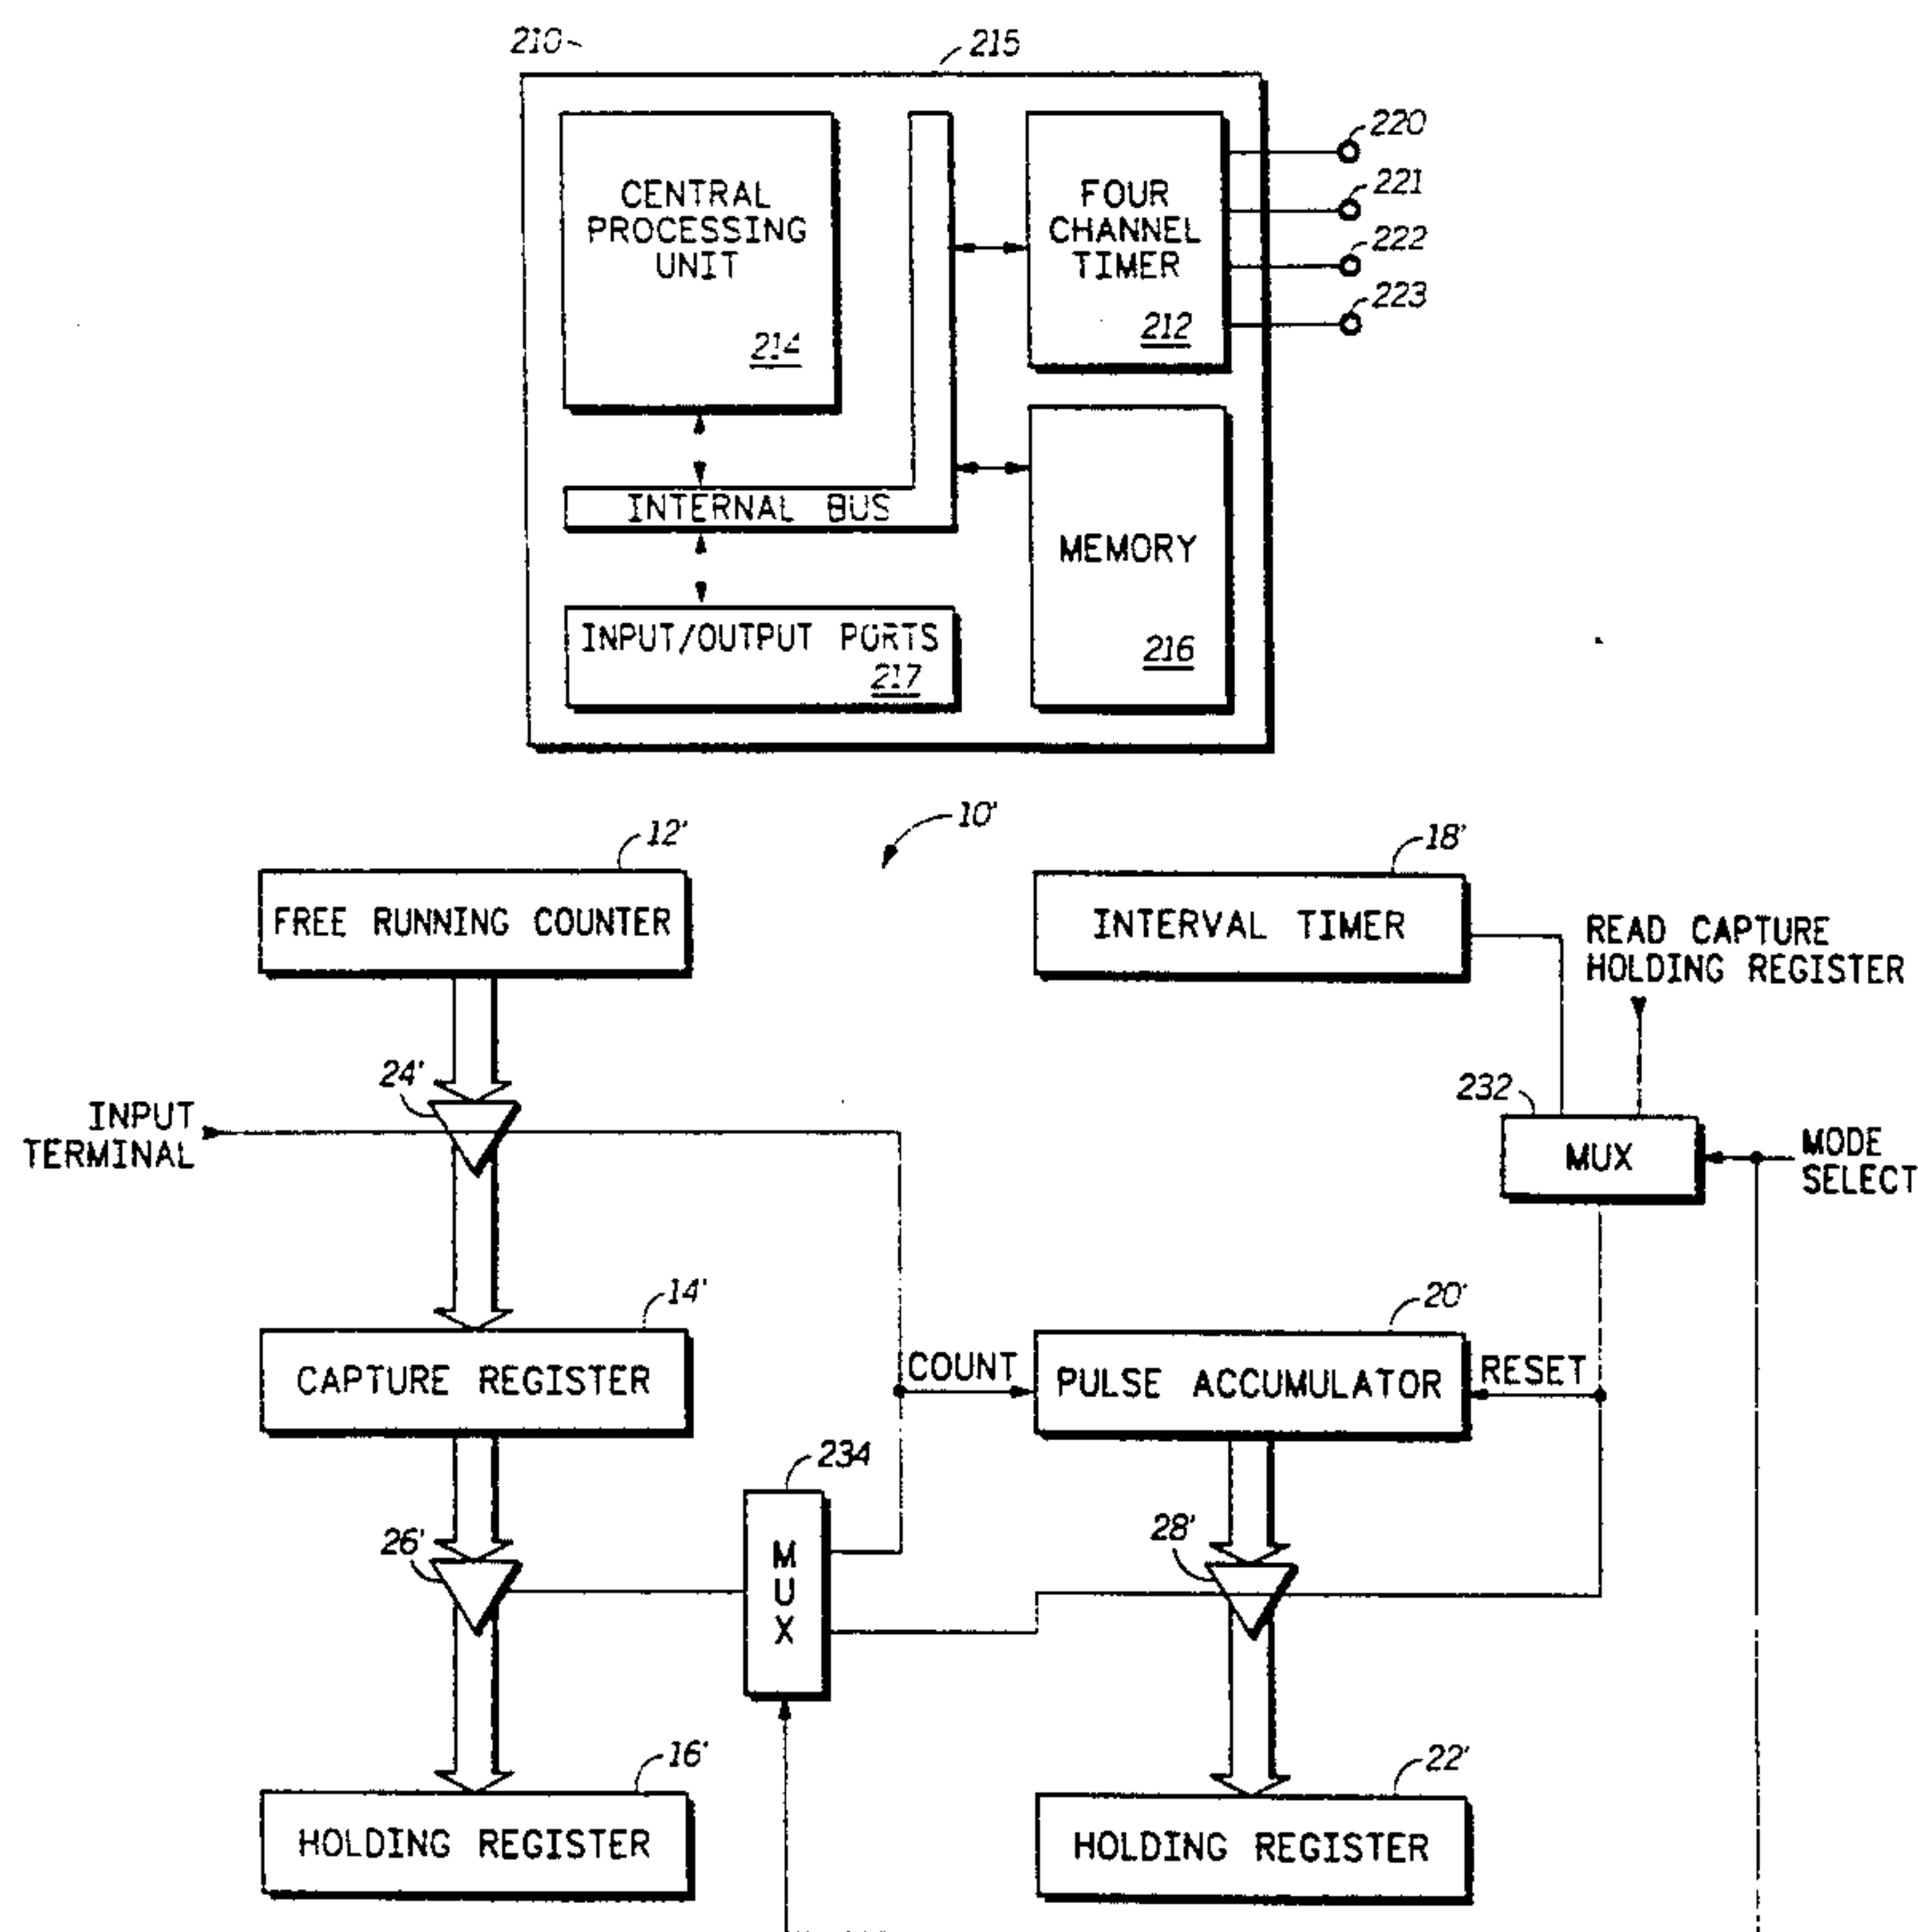 210
215
CENTRAL
PROCESSING
UNIT
214
FOUR
CHANNEL
TIMER
212
220
221
222
223
INTERNAL BUS
MEMORY
216
INPUT/OUTPUT PORTS
217
10'
12'
FREE RUNNING COUNTER
18'
INTERVAL TIMER
READ CAPTURE
HOLDING REGISTER
24'
INPUT
TERMINAL
232
MUX
MODE
SELECT
14'
CAPTURE REGISTER
COUNT
20'
PULSE ACCUMULATOR
RESET
234
MUX
26'
28'
16'
HOLDING REGISTER
22'
HOLDING REGISTER